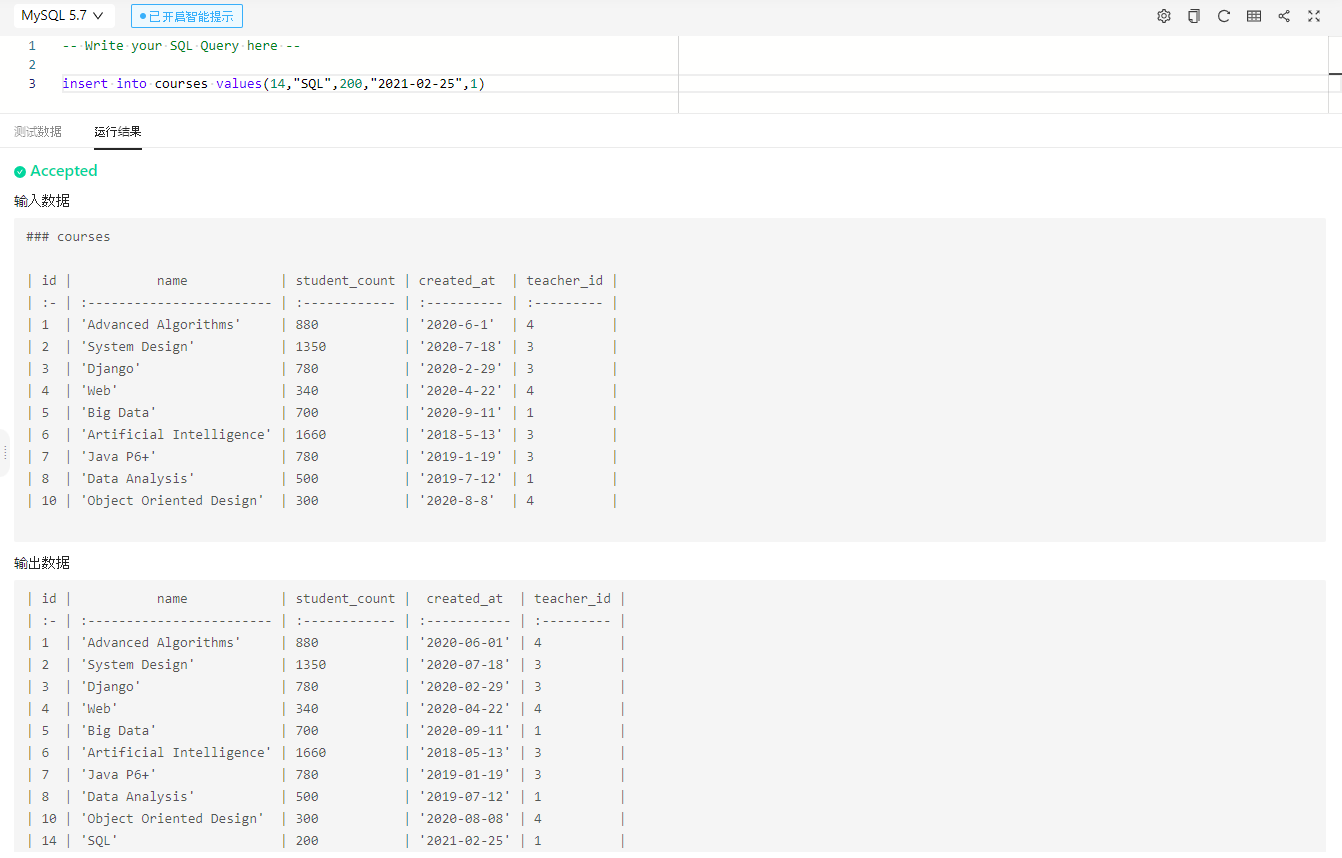 MySQL 5.7
已开启智能提示
1 -- Write your SQL Query here --
2
3 insert into courses values(14,"SQL",200,"2021-02-25",1)
测试数据 运行结果
Accepted
输入数据
### courses
| id | name | student_count | created_at | teacher_id |
| :- | :------------------------ | :------------ | :---------- | :--------- |
| 1 | 'Advanced Algorithms' | 880 | '2020-6-1' | 4 |
| 2 | 'System Design' | 1350 | '2020-7-18' | 3 |
| 3 | 'Django' | 780 | '2020-2-29' | 3 |
| 4 | 'Web' | 340 | '2020-4-22' | 4 |
| 5 | 'Big Data' | 700 | '2020-9-11' | 1 |
| 6 | 'Artificial Intelligence' | 1660 | '2018-5-13' | 3 |
| 7 | 'Java P6+' | 780 | '2019-1-19' | 3 |
| 8 | 'Data Analysis' | 500 | '2019-7-12' | 1 |
| 10 | 'Object Oriented Design' | 300 | '2020-8-8' | 4 |
输出数据
| id | name | student_count | created_at | teacher_id |
| :- | :------------------------ | :------------ | :----------- | :--------- |
| 1 | 'Advanced Algorithms' | 880 | '2020-06-01' | 4 |
| 2 | 'System Design' | 1350 | '2020-07-18' | 3 |
| 3 | 'Django' | 780 | '2020-02-29' | 3 |
| 4 | 'Web' | 340 | '2020-04-22' | 4 |
| 5 | 'Big Data' | 700 | '2020-09-11' | 1 |
| 6 | 'Artificial Intelligence' | 1660 | '2018-05-13' | 3 |
| 7 | 'Java P6+' | 780 | '2019-01-19' | 3 |
| 8 | 'Data Analysis' | 500 | '2019-07-12' | 1 |
| 10 | 'Object Oriented Design' | 300 | '2020-08-08' | 4 |
| 14 | 'SQL' | 200 | '2021-02-25' | 1 |